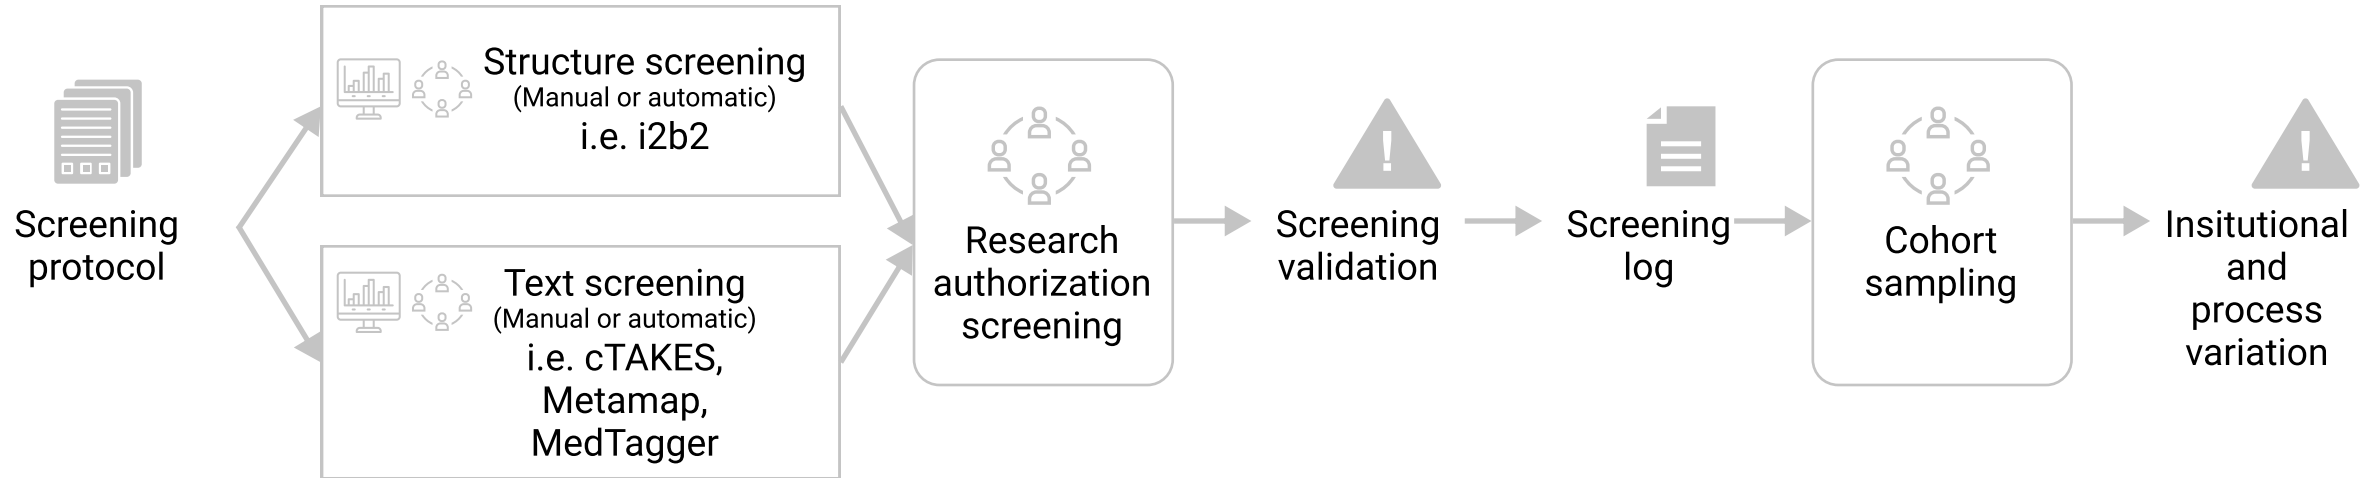 Screening
protocol
Structure screening
(Manual or automatic)
i.e. i2b2
Text screening
(Manual or automatic)
i.e. cTAKES,
Metamap,
MedTagger
Research
authorization
screening
Screening
validation
Screening
log
Cohort
sampling
Insitutional
and
process
variation